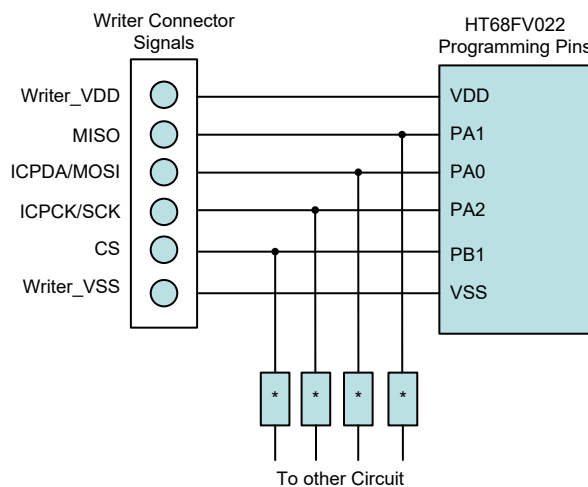 Writer Connector
Signals
HT68FV022
Programming Pins
Writer_VDD
VDD
MISO
PA1
ICPDA/MOSI
PA0
ICPCK/SCK
PA2
CS
PB1
Writer_VSS
VSS
* * * *
To other Circuit